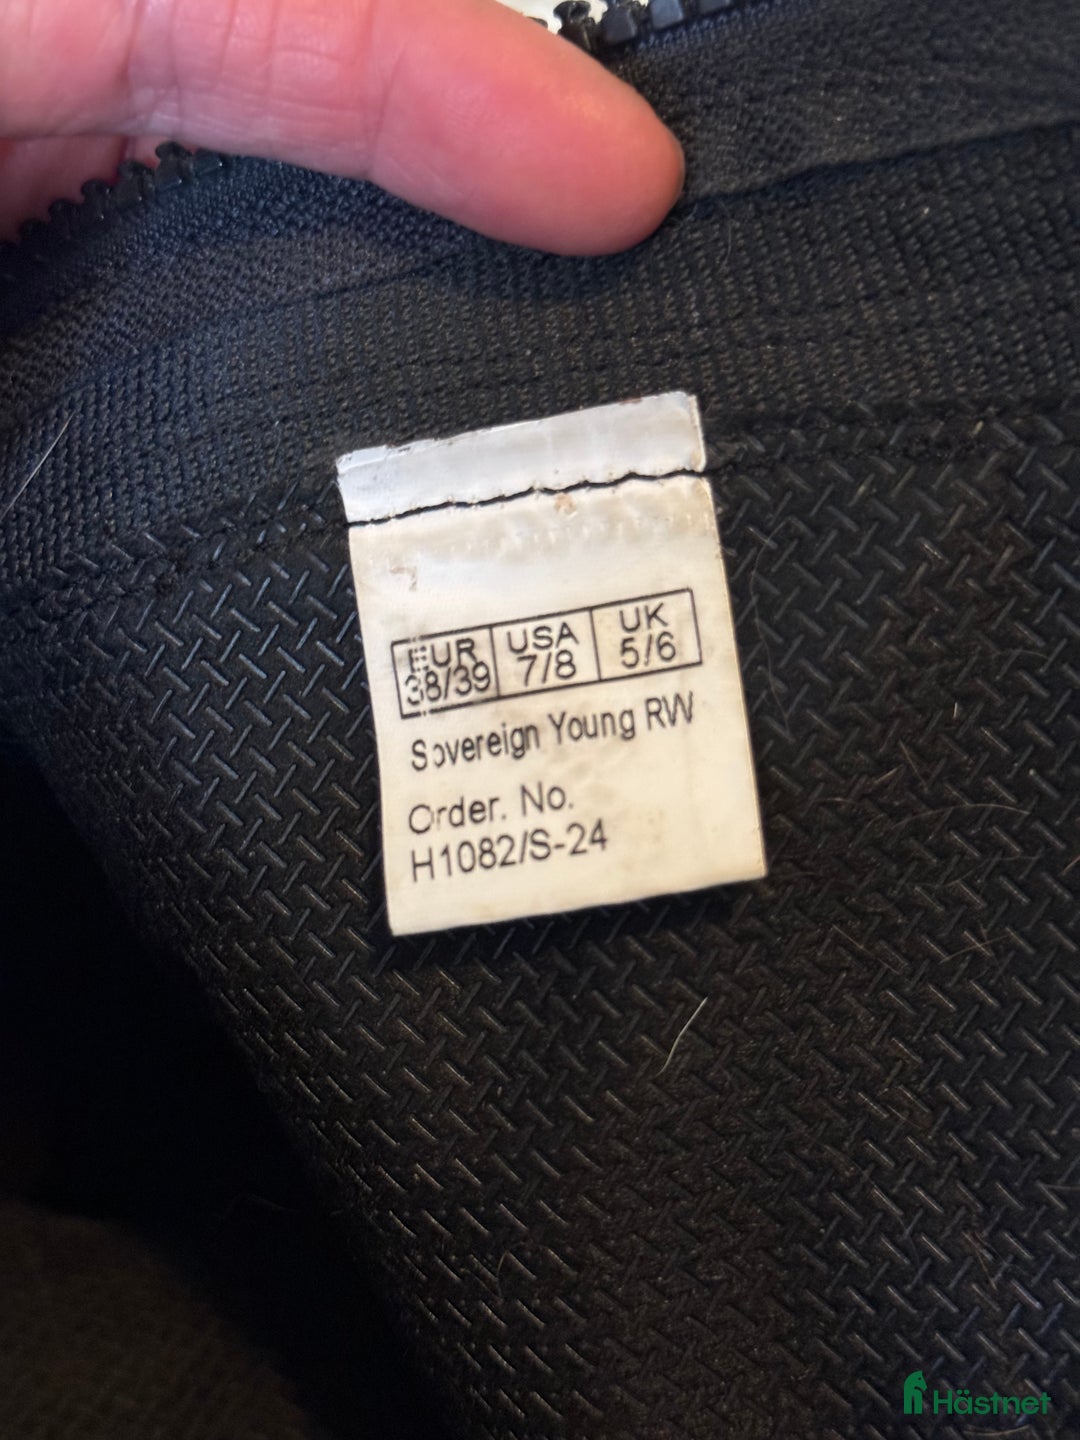 EUR USA UK
38/39 7/8 5/6
Sovereign Young RW
Order. No.
H1082/S-24
Hästnet